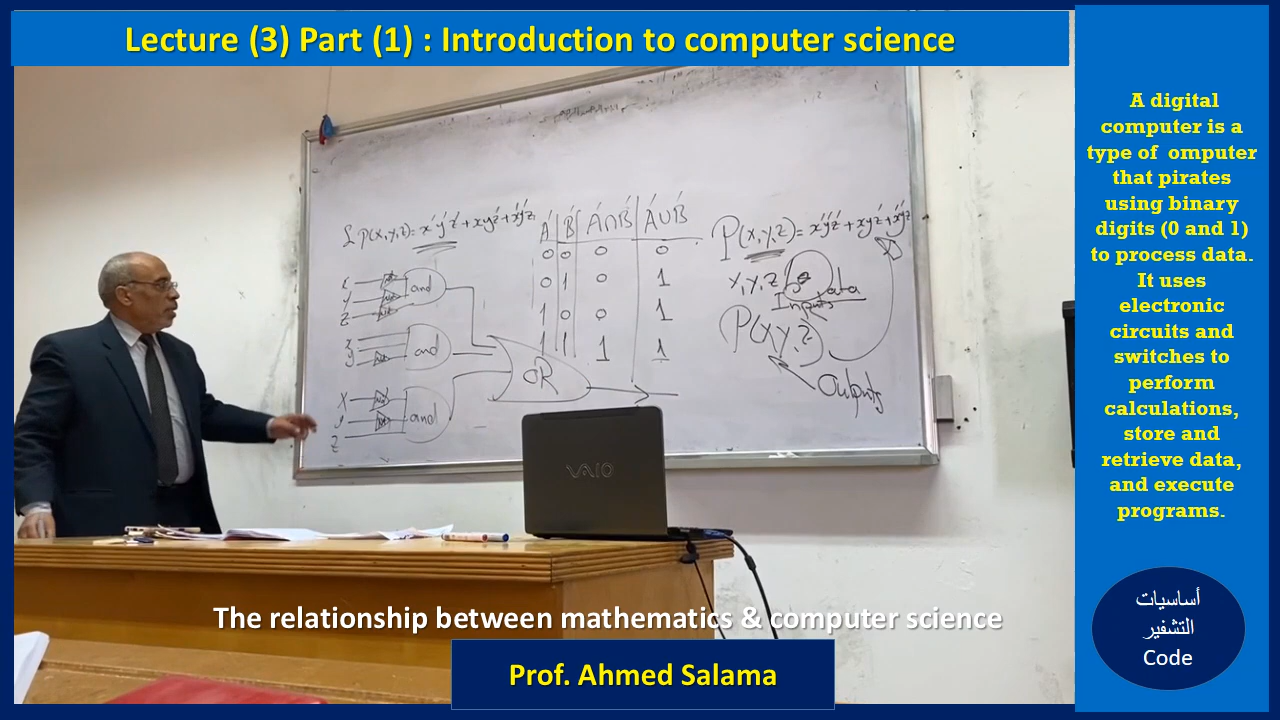 Lecture (3) Part (1) : Introduction to computer science
A digital
computer is a
type of omputer
that pirates
using binary
digits (0 and 1)
to process data.
It uses
electronic
circuits and
switches to
perform
calculations,
store and
retrieve data,
and execute
programs.
أساسيات
التشفير
Code
P(x,y,z)= x'y'z' + xyz' + x'y'z
A' B' A'∩B' A'∪B'
0 0 0 0
0 1 0 1
1 0 0 1
1 1 1 1
P(x,y,z)= x'y'z' + xyz' + x'y'z
x, y, z
data
Inputs
P(x,y,z)
Outputs
x
y
z
and
x
y
and
x
y
z
and
OR
VAIO
The relationship between mathematics & computer science
Prof. Ahmed Salama